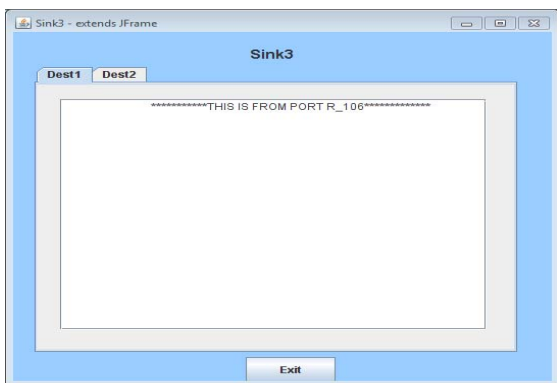 Sink3 - extends JFrame
Sink3
Dest1 Dest2
***********THIS IS FROM PORT R_106*************
Exit